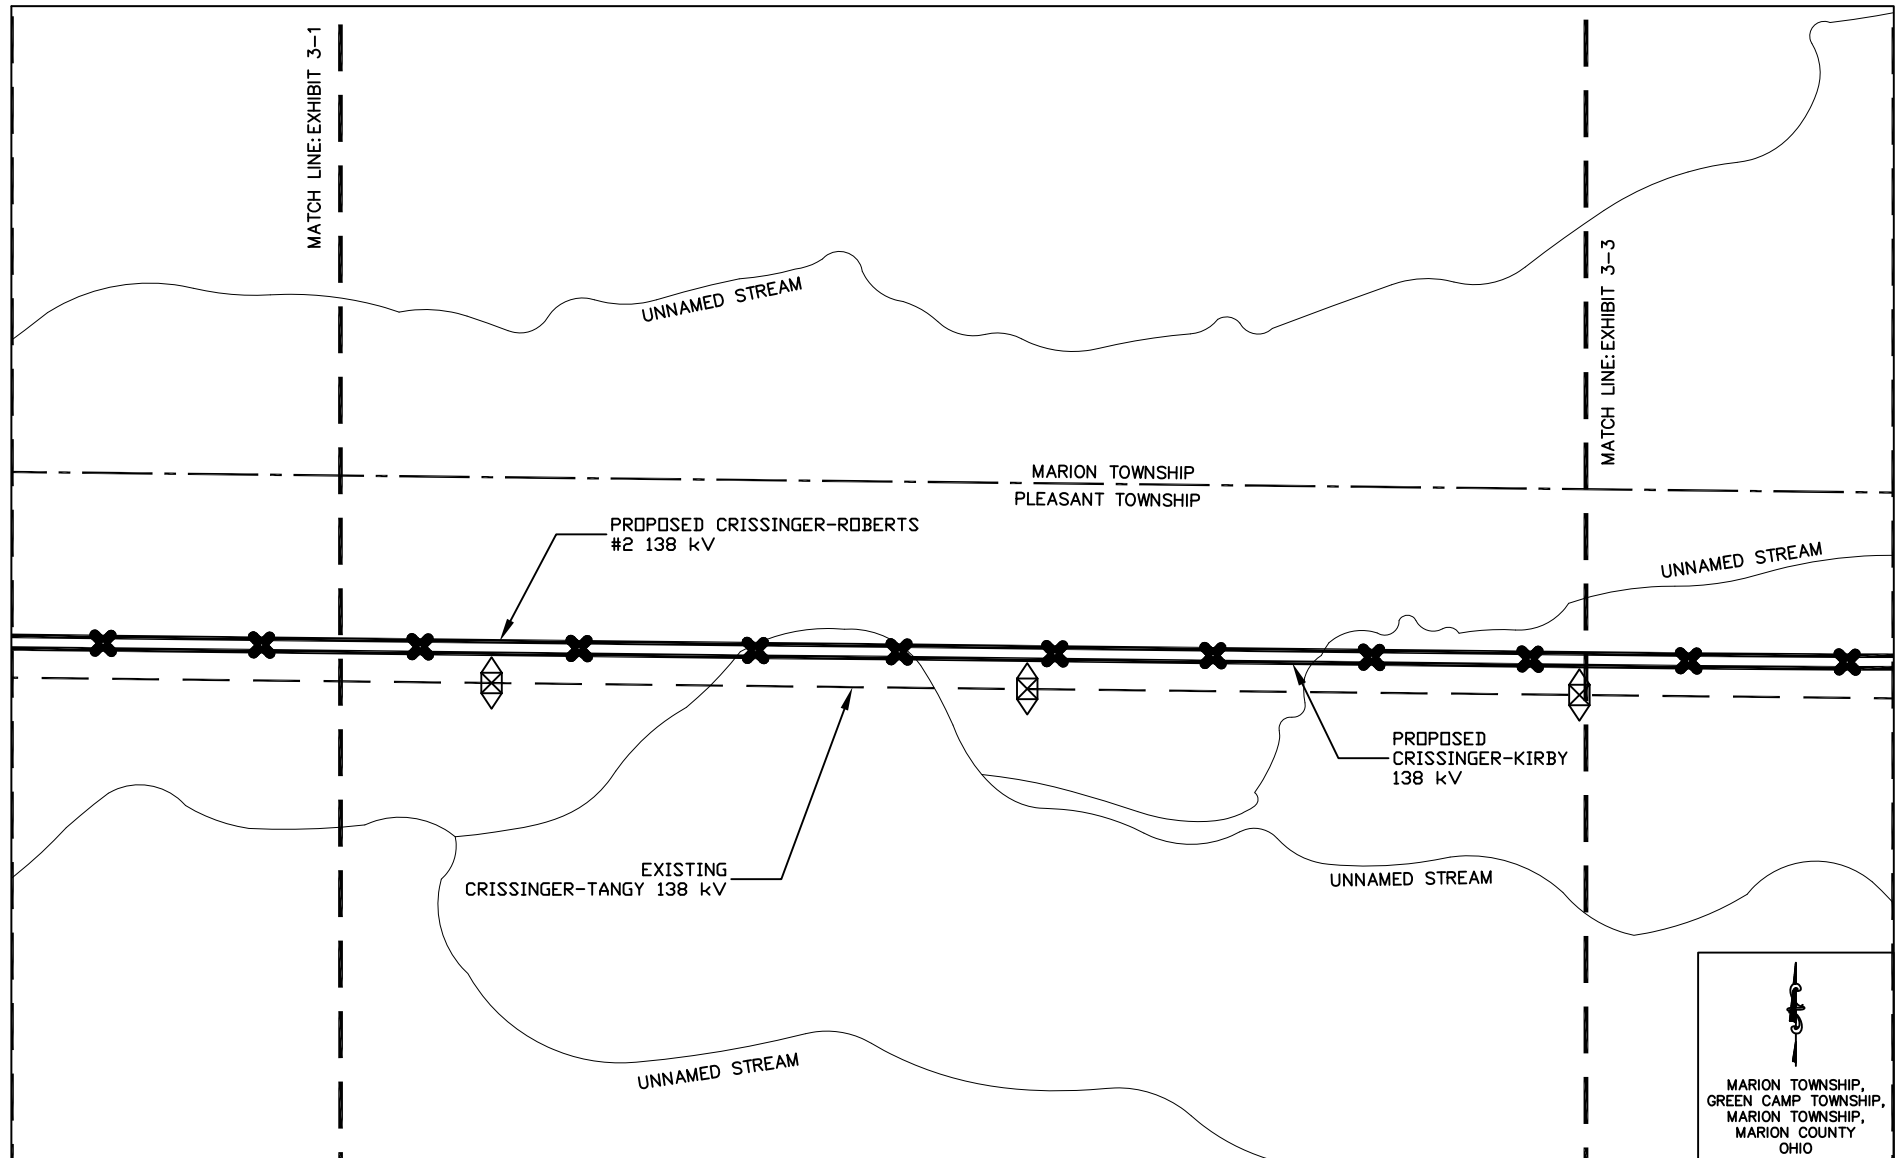 MATCH LINE: EXHIBIT 3-1
MATCH LINE: EXHIBIT 3-3
UNNAMED STREAM
MARION TOWNSHIP
PLEASANT TOWNSHIP
PROPOSED CRISSINGER-ROBERTS
#2 138 kV
UNNAMED STREAM
PROPOSED
CRISSINGER-KIRBY
138 kV
EXISTING
CRISSINGER-TANGY 138 kV
UNNAMED STREAM
UNNAMED STREAM
MARION TOWNSHIP,
GREEN CAMP TOWNSHIP,
MARION TOWNSHIP,
MARION COUNTY
OHIO